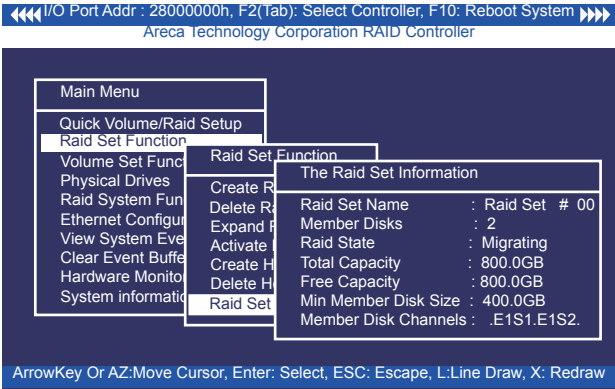 I/O Port Addr : 28000000h, F2(Tab): Select Controller, F10: Reboot System
Areca Technology Corporation RAID Controller
Main Menu
Quick Volume/Raid Setup
Raid Set Function
Volume Set Funct
Physical Drives
Raid System Fun
Ethernet Configur
View System Eve
Clear Event Buffe
Hardware Monito
System informatio
Raid Set Function
Create R
Delete Ra
Expand R
Activate
Create H
Delete Ho
Raid Set
The Raid Set Information
Raid Set Name : Raid Set # 00
Member Disks : 2
Raid State : Migrating
Total Capacity : 800.0GB
Free Capacity : 800.0GB
Min Member Disk Size : 400.0GB
Member Disk Channels : .E1S1.E1S2.
ArrowKey Or AZ:Move Cursor, Enter: Select, ESC: Escape, L:Line Draw, X: Redraw